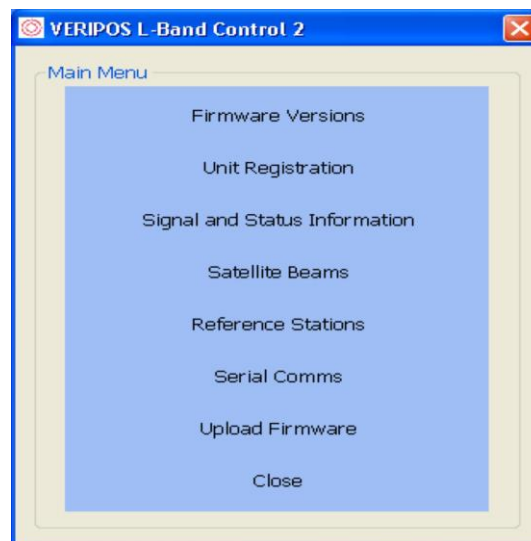 VERIPOS L-Band Control 2
Main Menu
Firmware Versions
Unit Registration
Signal and Status Information
Satellite Beams
Reference Stations
Serial Comms
Upload Firmware
Close